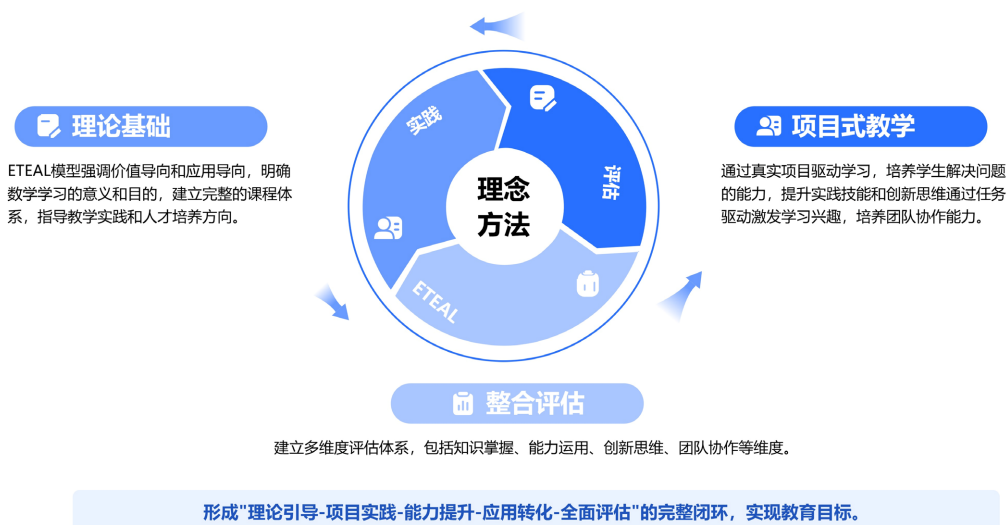 实践
评估
理念
方法
ETEAL
理论基础
ETEAL模型强调价值导向和应用导向，明确
数学学习的意义和目的，建立完整的课程体
系，指导教学实践和人才培养方向。
项目式教学
通过真实项目驱动学习，培养学生解决问题
的能力，提升实践技能和创新思维通过任务
驱动激发学习兴趣，培养团队协作能力。
整合评估
建立多维度评估体系，包括知识掌握、能力运用、创新思维、团队协作等维度。
形成"理论引导-项目实践-能力提升-应用转化-全面评估"的完整闭环，实现教育目标。